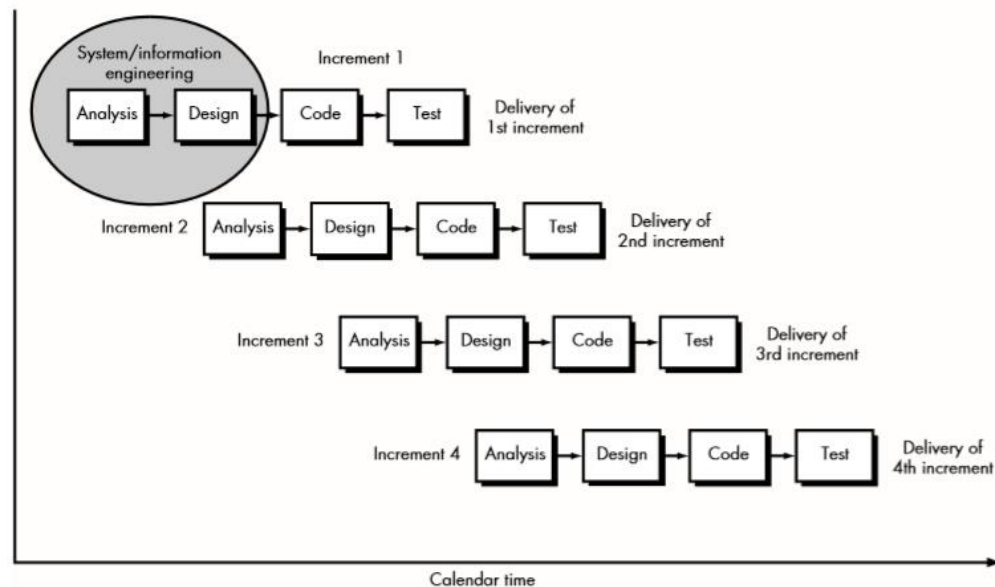 System/information
engineering
Increment 1
Analysis
Design
Code
Test
Delivery of
1st increment
Increment 2
Analysis
Design
Code
Test
Delivery of
2nd increment
Increment 3
Analysis
Design
Code
Test
Delivery of
3rd increment
Increment 4
Analysis
Design
Code
Test
Delivery of
4th increment
Calendar time